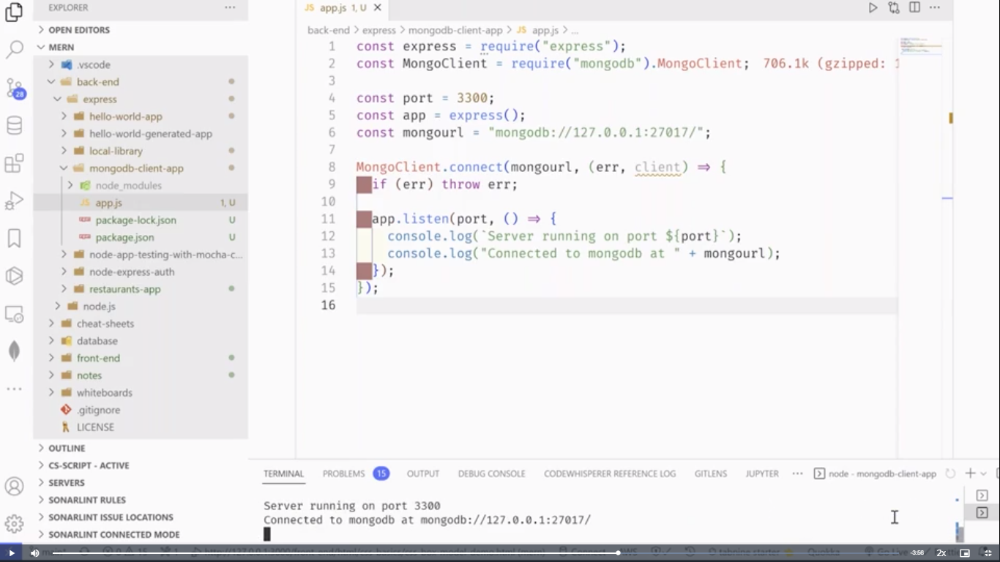 EXPLORER
OPEN EDITORS
MERN
.vscode
back-end
express
hello-world-app
hello-world-generated-app
local-library
mongodb-client-app
node_modules
app.js 1, U
package-lock.json U
package.json U
node-app-testing-with-mocha-c...
node-express-auth
restaurants-app
node.js
cheat-sheets
database
front-end
notes
whiteboards
.gitignore
LICENSE
OUTLINE
CS-SCRIPT - ACTIVE
SERVERS
SONARLINT RULES
SONARLINT ISSUE LOCATIONS
SONARLINT CONNECTED MODE
28
JS app.js 1, U
back-end > express > mongodb-client-app > JS app.js > ...
1 const express = require("express");
2 const MongoClient = require("mongodb").MongoClient; 706.1k (gzipped:
3
4 const port = 3300;
5 const app = express();
6 const mongourl = "mongodb://127.0.0.1:27017/";
7
8 MongoClient.connect(mongourl, (err, client) => {
9 if (err) throw err;
10
11 app.listen(port, () => {
12 console.log(`Server running on port ${port}`);
13 console.log("Connected to mongodb at " + mongourl);
14 });
15 });
16
TERMINAL PROBLEMS 15 OUTPUT DEBUG CONSOLE CODEWHISPERER REFERENCE LOG GITLENS JUPYTER ... node - mongodb-client-app
Server running on port 3300
Connected to mongodb at mongodb://127.0.0.1:27017/
-3:58 2x